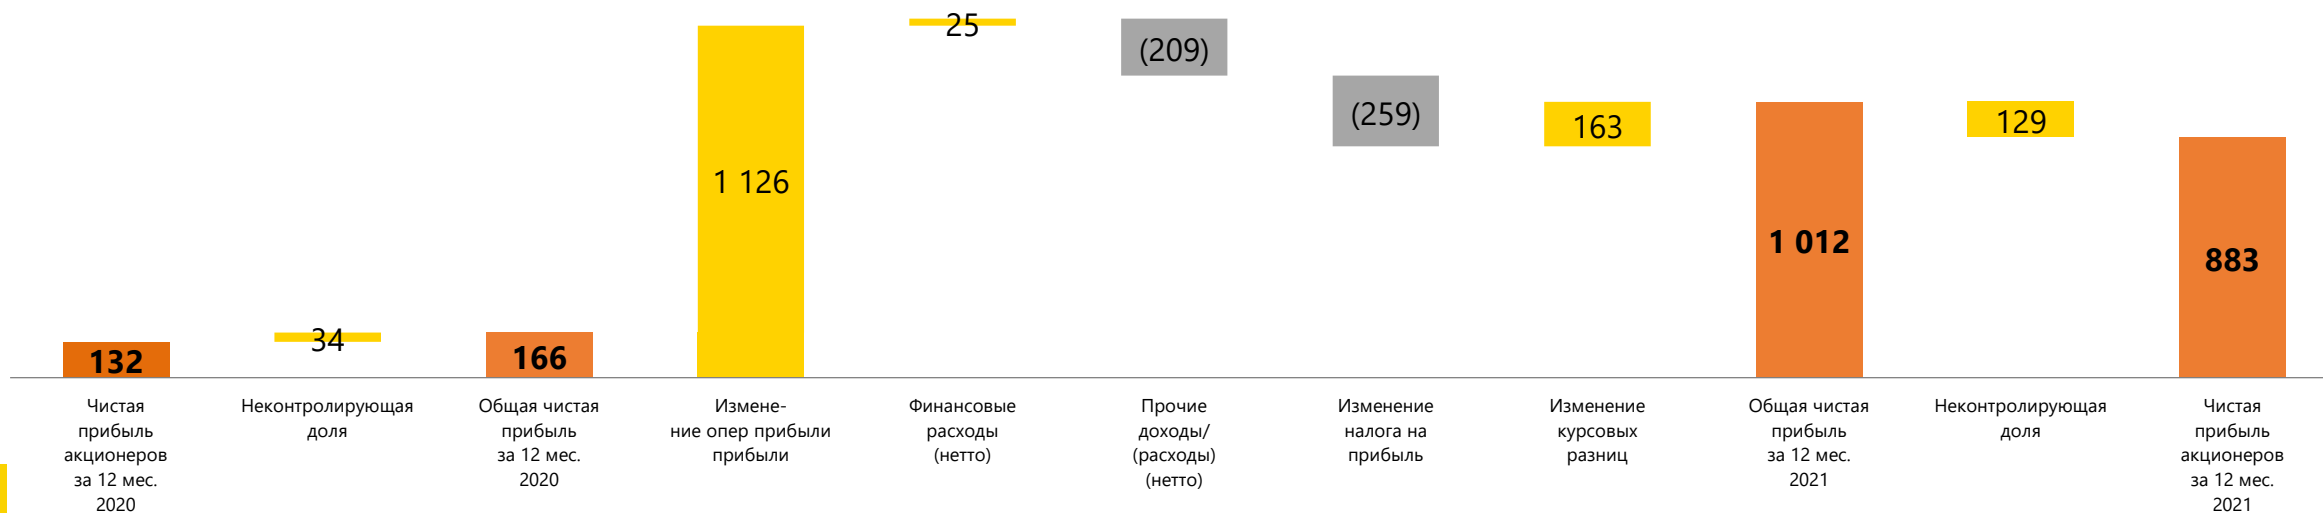 25
(209)
(259)
163
129
1 126
1 012
883
34
132
166
Чистая
прибыль
акционеров
за 12 мес.
2020
Неконтролирующая
доля
Общая чистая
прибыль
за 12 мес.
2020
Измене-
ние опер прибыли
прибыли
Финансовые
расходы
(нетто)
Прочие
доходы/
(расходы)
(нетто)
Изменение
налога на
прибыль
Изменение
курсовых
разниц
Общая чистая
прибыль
за 12 мес.
2021
Неконтролирующая
доля
Чистая
прибыль
акционеров
за 12 мес.
2021